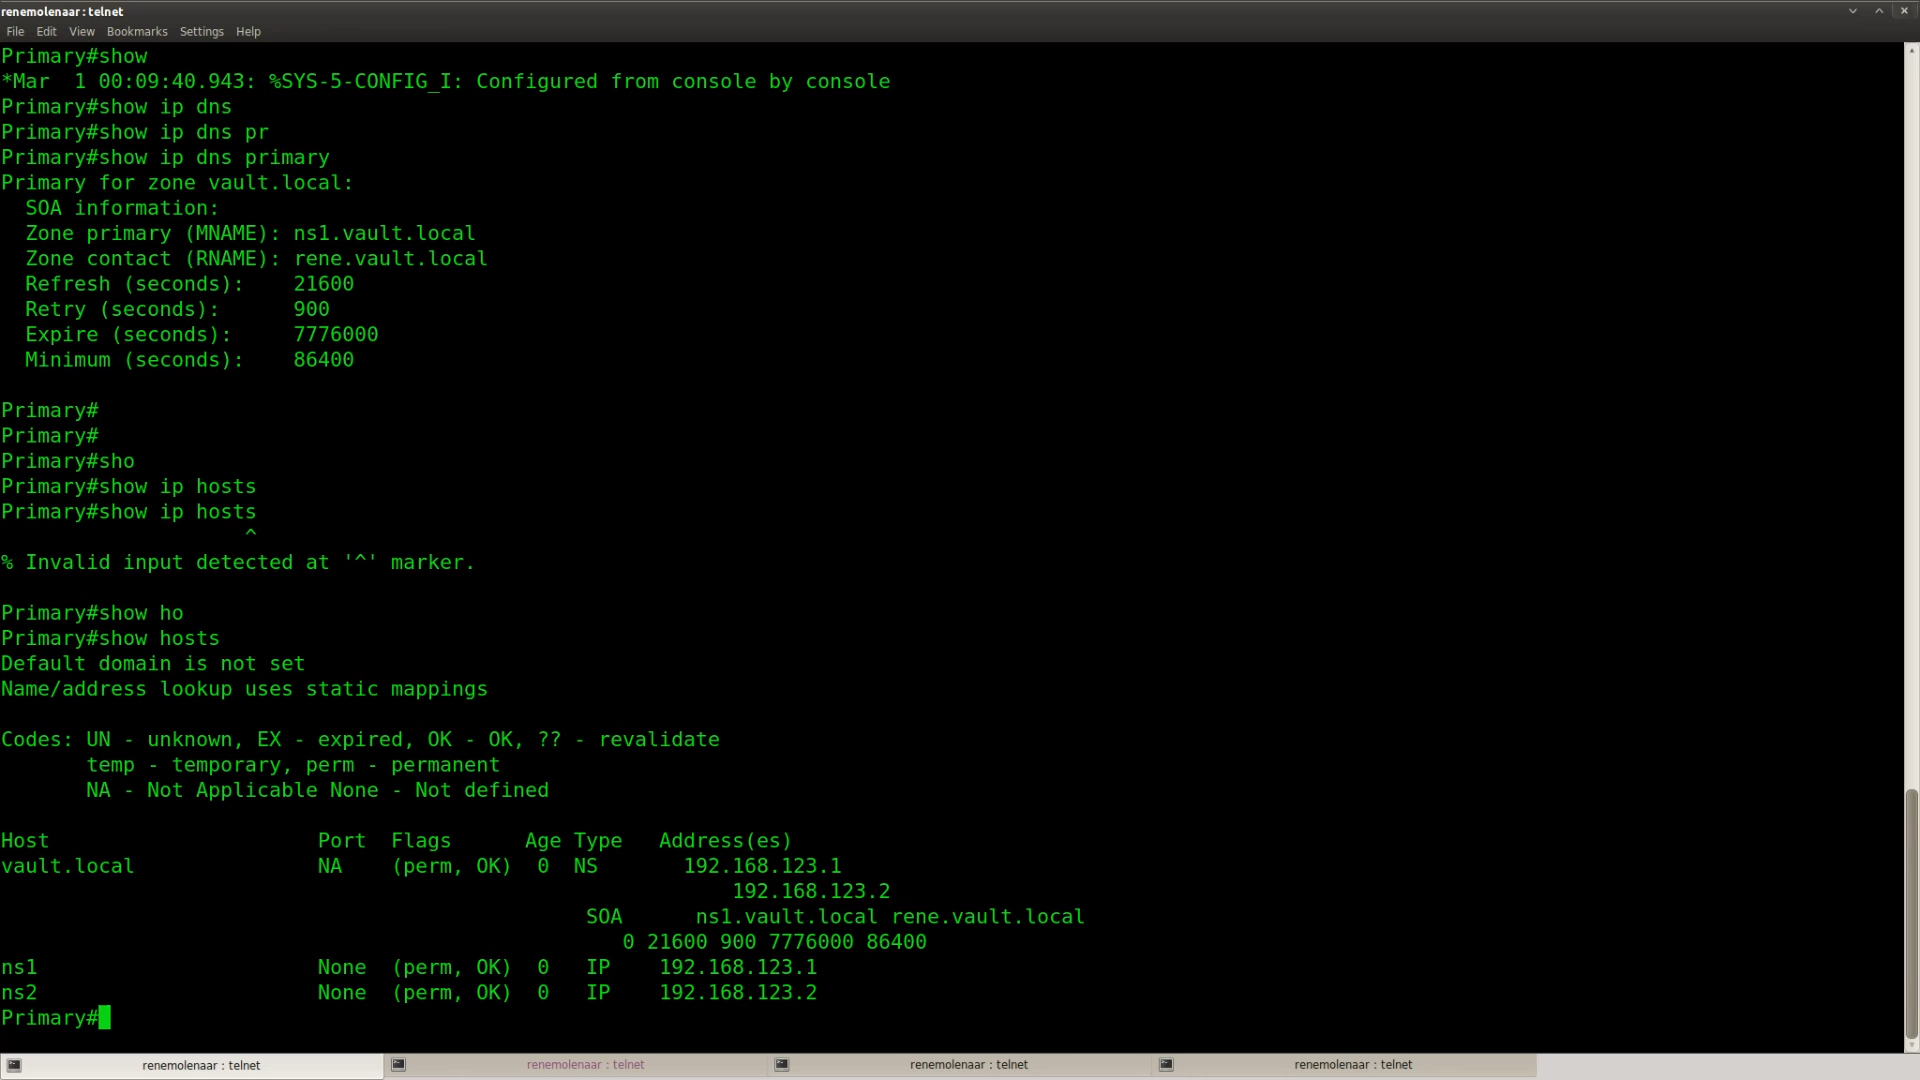 renemolenaar:telnet
File Edit View Bookmarks Settings Help
Primary#show
*Mar  1 00:09:40.943: %SYS-5-CONFIG_I: Configured from console by console
Primary#show ip dns
Primary#show ip dns pr
Primary#show ip dns primary
Primary for zone vault.local:
  SOA information:
  Zone primary (MNAME): ns1.vault.local
  Zone contact (RNAME): rene.vault.local
  Refresh (seconds):    21600
  Retry (seconds):      900
  Expire (seconds):     7776000
  Minimum (seconds):    86400
Primary#
Primary#
Primary#sho
Primary#show ip hosts
Primary#show ip hosts
                    ^
% Invalid input detected at '^' marker.
Primary#show ho
Primary#show hosts
Default domain is not set
Name/address lookup uses static mappings
Codes: UN - unknown, EX - expired, OK - OK, ?? - revalidate
       temp - temporary, perm - permanent
       NA - Not Applicable None - Not defined
Host                      Port  Flags      Age Type   Address(es)
vault.local               NA    (perm, OK)  0  NS       192.168.123.1
                                                            192.168.123.2
                                                SOA      ns1.vault.local rene.vault.local
                                                   0 21600 900 7776000 86400
ns1                       None  (perm, OK)  0   IP    192.168.123.1
ns2                       None  (perm, OK)  0   IP    192.168.123.2
Primary#
renemolenaar : telnet renemolenaar : telnet renemolenaar : telnet renemolenaar : telnet